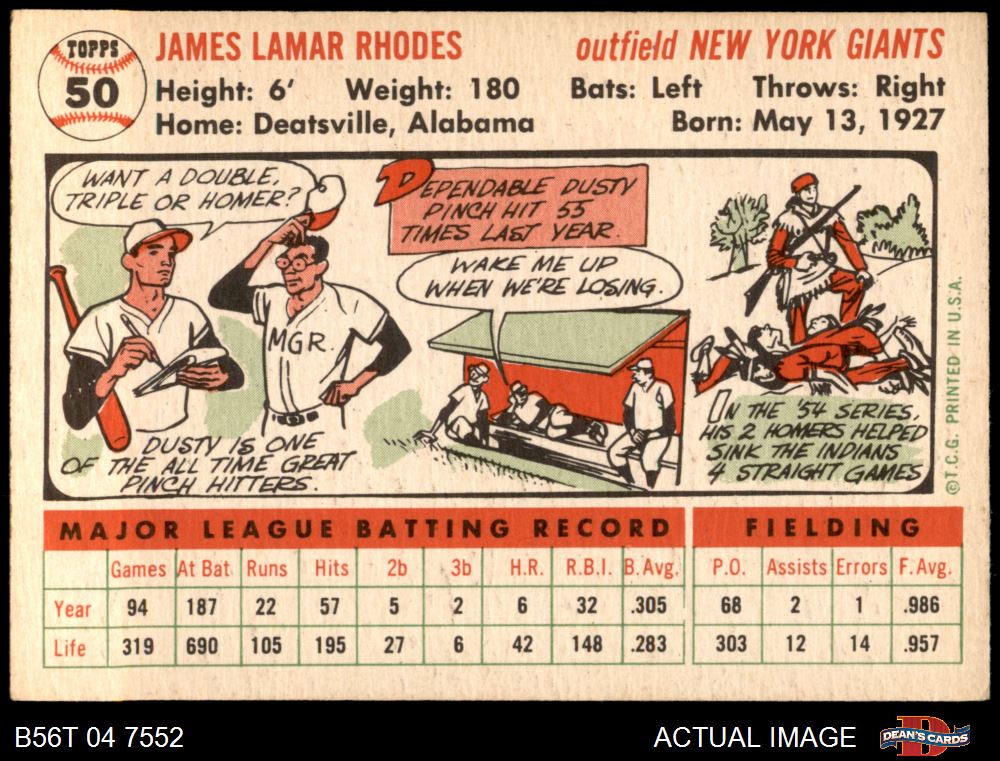 TOPPS
50
JAMES LAMAR RHODES
outfield NEW YORK GIANTS
Height: 6' Weight: 180 Bats: Left Throws: Right
Home: Deatsville, Alabama Born: May 13, 1927
WANT A DOUBLE,
TRIPLE OR HOMER?
MGR.
DUSTY IS ONE
OF THE ALL TIME GREAT
PINCH HITTERS.
DEPENDABLE DUSTY
PINCH HIT 55
TIMES LAST YEAR.
WAKE ME UP
WHEN WE'RE LOSING.
IN THE '54 SERIES,
HIS 2 HOMERS HELPED
SINK THE INDIANS
4 STRAIGHT GAMES
©T.C.G. PRINTED IN U.S.A.
MAJOR LEAGUE BATTING RECORD
FIELDING
Games At Bat Runs Hits 2b 3b H.R. R.B.I. B.Avg. P.O. Assists Errors F.Avg.
Year 94 187 22 57 5 2 6 32 .305 68 2 1 .986
Life 319 690 105 195 27 6 42 148 .283 303 12 14 .957
B56T 04 7552
ACTUAL IMAGE
D
DEAN'S CARDS